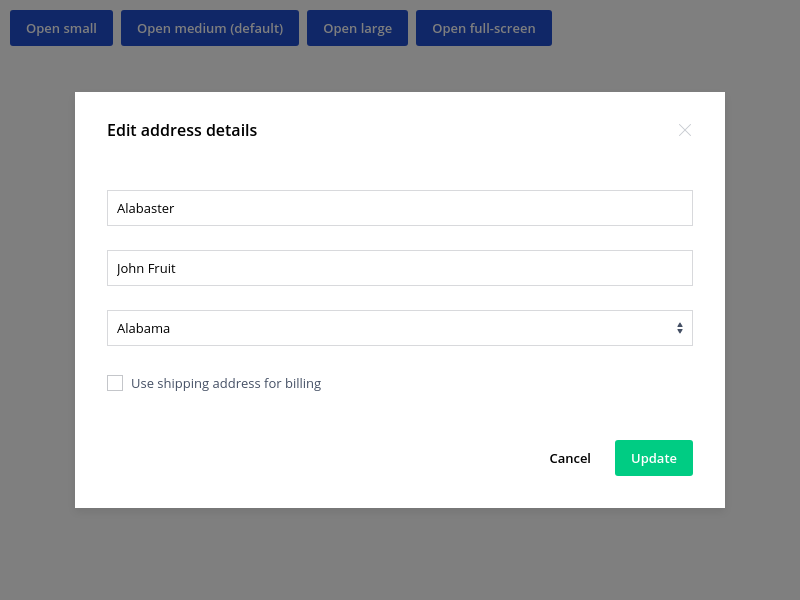 Open small Open medium (default) Open large Open full-screen
Edit address details
Alabaster
John Fruit
Alabama
Use shipping address for billing
Cancel Update